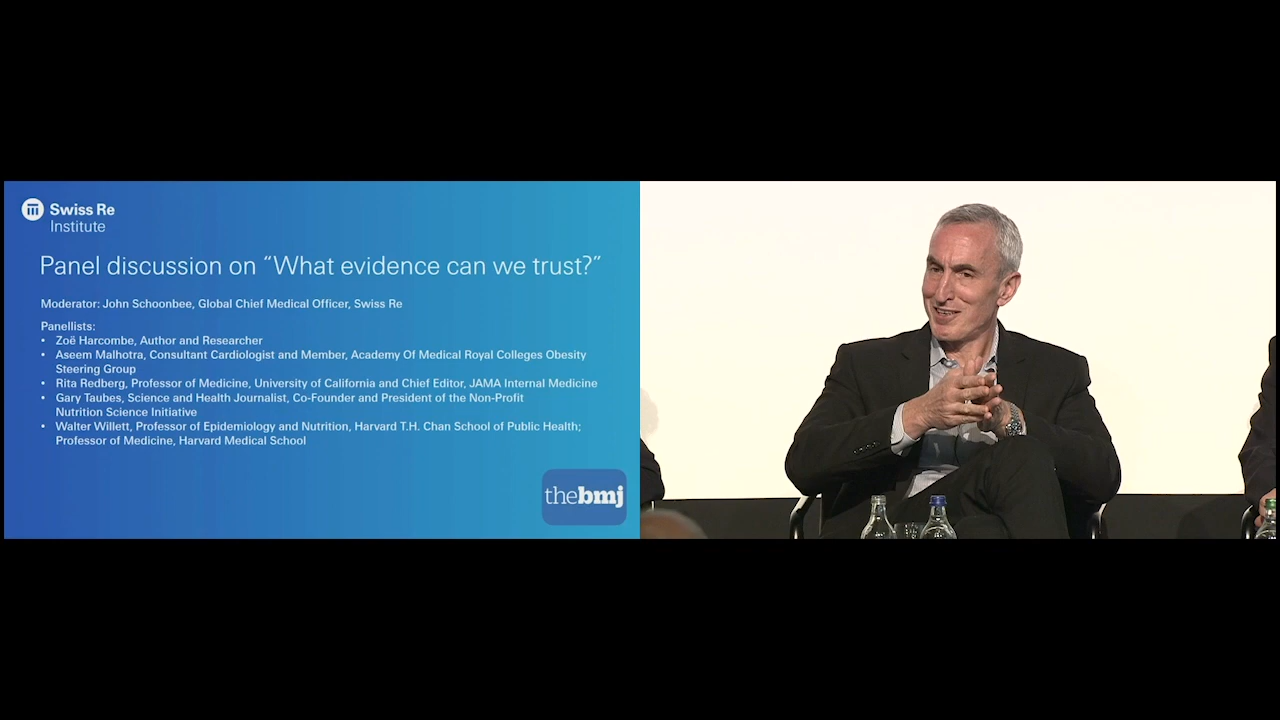 Swiss Re
Institute
Panel discussion on “What evidence can we trust?”
Moderator: John Schoonbee, Global Chief Medical Officer, Swiss Re
Panellists:
• Zoë Harcombe, Author and Researcher
• Aseem Malhotra, Consultant Cardiologist and Member, Academy Of Medical Royal Colleges Obesity
Steering Group
• Rita Redberg, Professor of Medicine, University of California and Chief Editor, JAMA Internal Medicine
• Gary Taubes, Science and Health Journalist, Co-Founder and President of the Non-Profit
Nutrition Science Initiative
• Walter Willett, Professor of Epidemiology and Nutrition, Harvard T.H. Chan School of Public Health;
Professor of Medicine, Harvard Medical School
thebmj